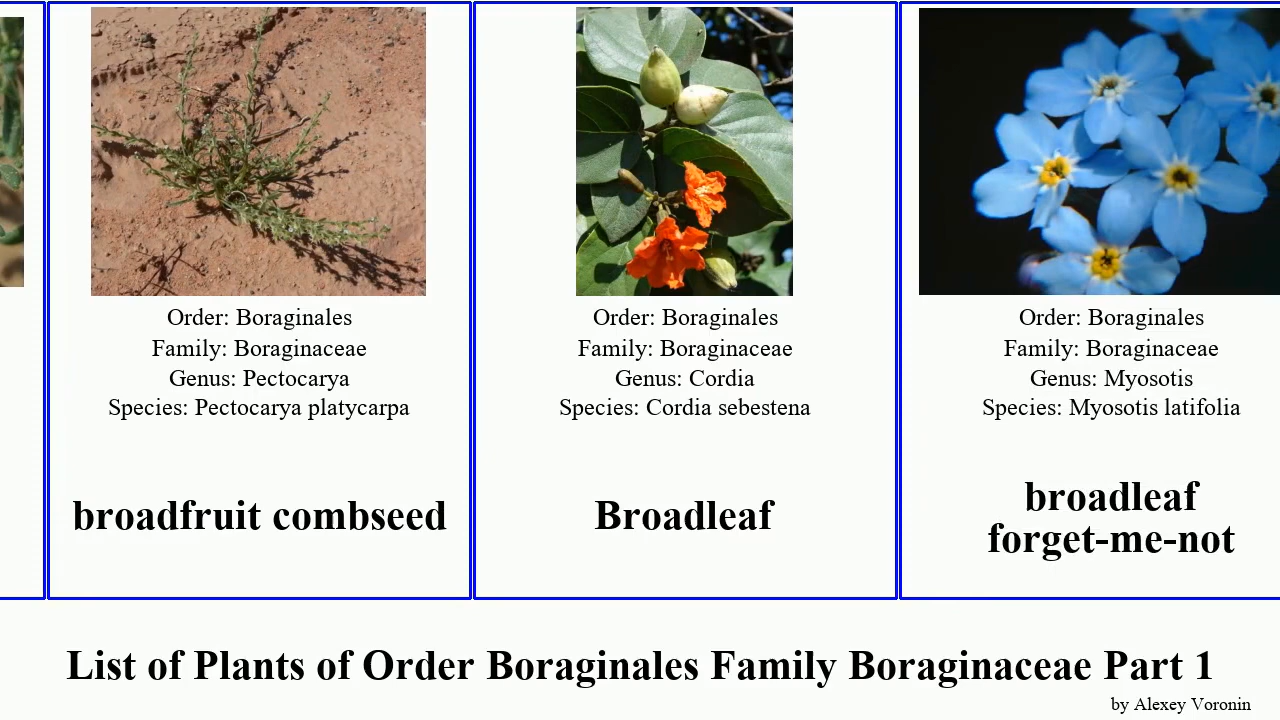 Order: Boraginales
Family: Boraginaceae
Genus: Pectocarya
Species: Pectocarya platycarpa
broadfruit combseed
Order: Boraginales
Family: Boraginaceae
Genus: Cordia
Species: Cordia sebestena
Broadleaf
Order: Boraginales
Family: Boraginaceae
Genus: Myosotis
Species: Myosotis latifolia
broadleaf
forget-me-not
List of Plants of Order Boraginales Family Boraginaceae Part 1
by Alexey Voronin